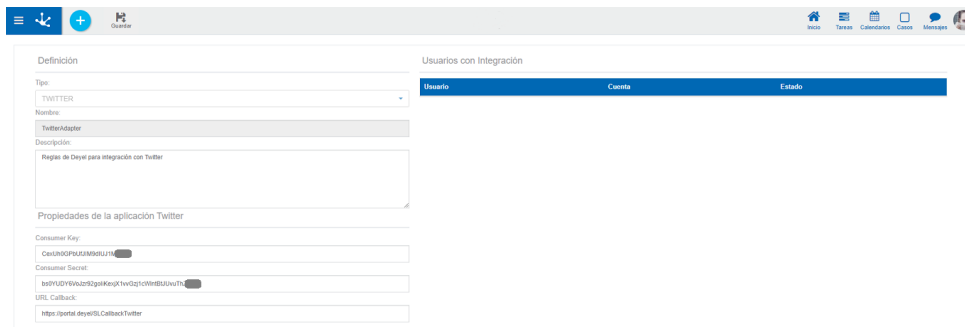 Guardar
Inicio
Tareas
Calendarios
Casos
Mensajes
Definición
Usuarios con Integración
Tipo:
Usuario
Cuenta
Estado
TWITTER
Nombre:
TwitterAdapter
Descripción:
Reglas de Deyel para integración con Twitter
Propiedades de la aplicación Twitter
Consumer Key:
Consumer Secret:
URL Callback:
https://portal.deyel/SLCallbackTwitter